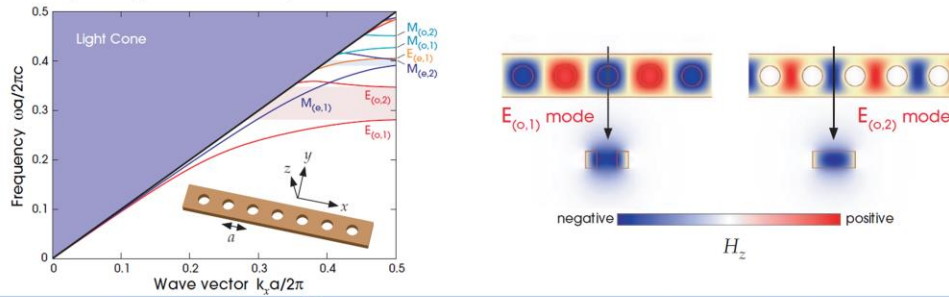 0.5
0.4
0.3
0.2
0.1
0
Frequency ωa/2πc
Light Cone
M(o,2)
M(o,1)
E(e,1)
M(e,2)
E(o,2)
M(e,1)
E(o,1)
y
z
x
a
0
0.1
0.2
0.3
0.4
0.5
Wave vector kₓa/2π
E(o,1) mode
E(o,2) mode
negative
positive
H_z